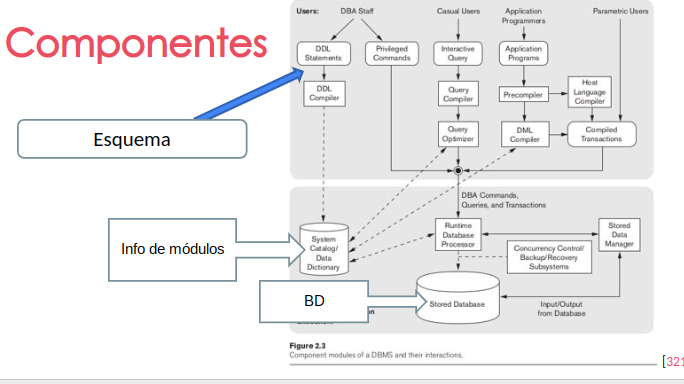 Componentes
Users:
DBA Staff
Casual Users
Application
Programmers
Parametric Users
DDL
Statements
Privileged
Commands
Interactive
Query
Application
Programs
DDL
Compiler
Query
Compiler
Precompiler
Host
Language
Compiler
Esquema
Query
Optimizer
DML
Compiler
Compiled
Transactions
DBA Commands,
Queries, and Transactions
Info de módulos
System
Catalog/
Data
Dictionary
Runtime
Database
Processor
Stored
Data
Manager
Concurrency Control/
Backup/Recovery
Subsystems
BD
Stored Database
Input/Output
from Database
Figure 2.3
Component modules of a DBMS and their interactions.
[321